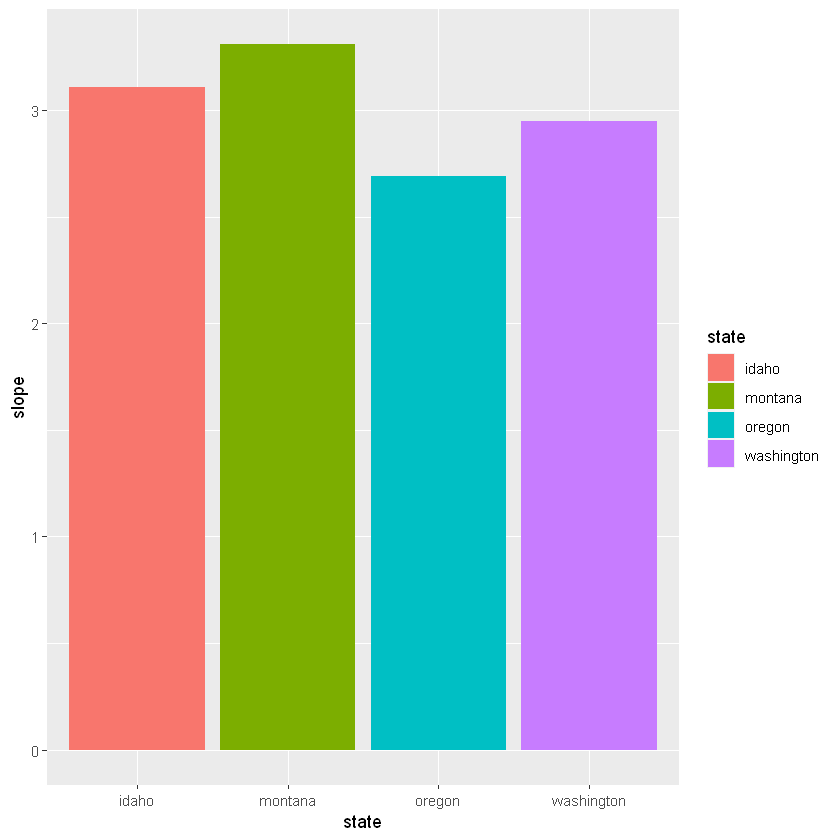 3
2
1
0
slope
idaho montana oregon washington
state
state
idaho
montana
oregon
washington